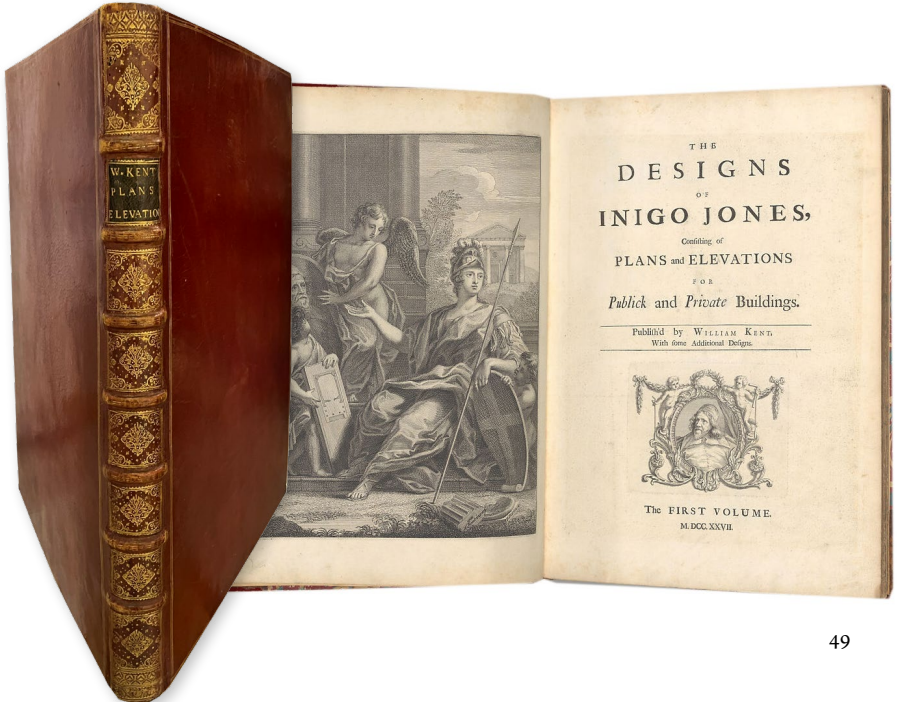 W. KENT
PLANS
ELEVATIO
THE
DESIGNS
OF
INIGO JONES,
Conſiſting of
PLANS and ELEVATIONS
FOR
Publick and Private Buildings.
Publiſh'd by WILLIAM KENT,
With ſome Additional Deſigns.
The FIRST VOLUME.
M.DCC.XXVII.
49